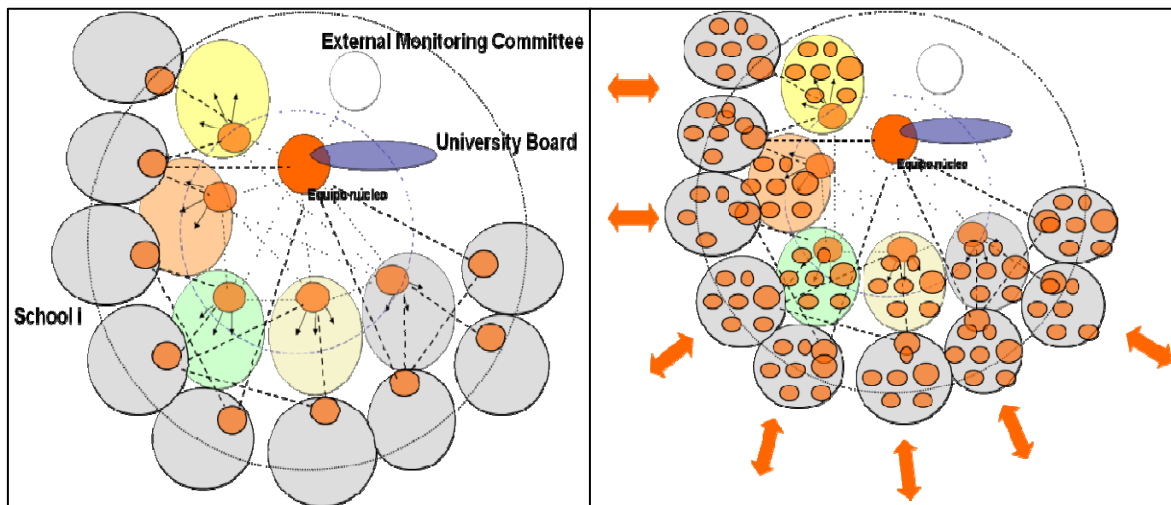 External Monitoring Committee
University Board
Equipo núcleo
School i
Equipo núcleo